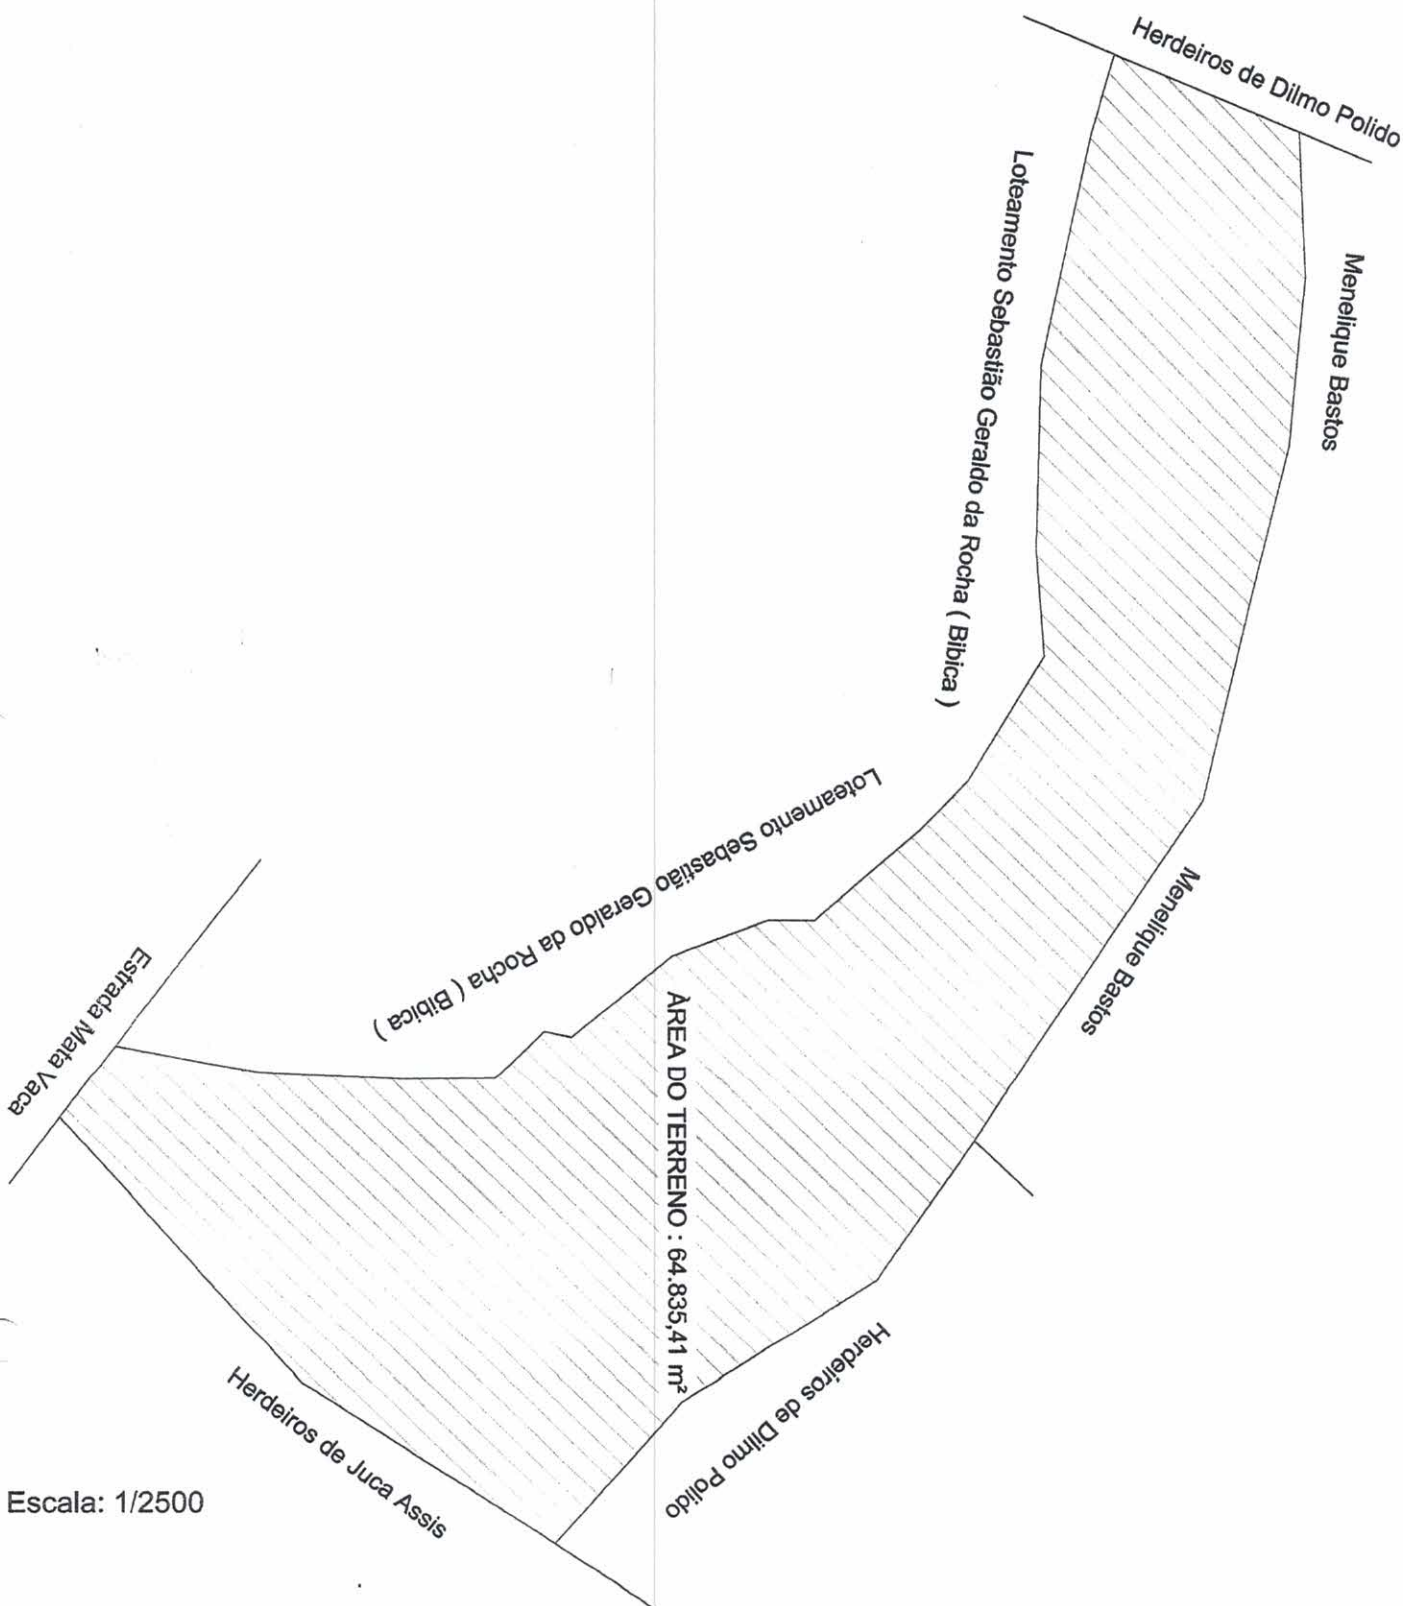 Herdeiros de Dilmo Polido
Menelique Bastos
Loteamento Sebastião Geraldo da Rocha ( Bibica )
Loteamento Sebastião Geraldo da Rocha ( Bibica )
Menelique Bastos
Estrada Mata Vaca
ÀREA DO TERRENO : 64.835,41 m²
Herdeiros de Dilmo Polido
Herdeiros de Juca Assis
Escala: 1/2500